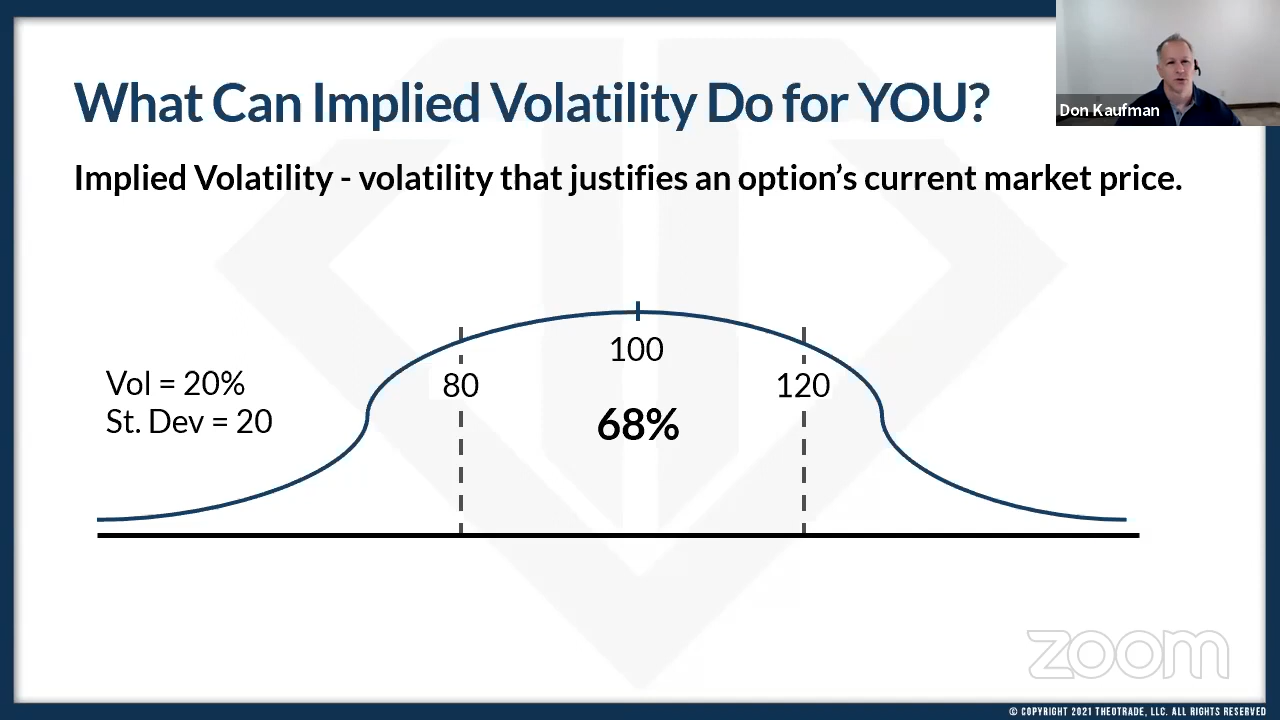 What Can Implied Volatility Do for YOU?
Don Kaufman
Implied Volatility - volatility that justifies an option’s current market price.
100
Vol = 20%
80
120
St. Dev = 20
68%
zoom
© COPYRIGHT 2021 THEOTRADE, LLC. ALL RIGHTS RESERVED